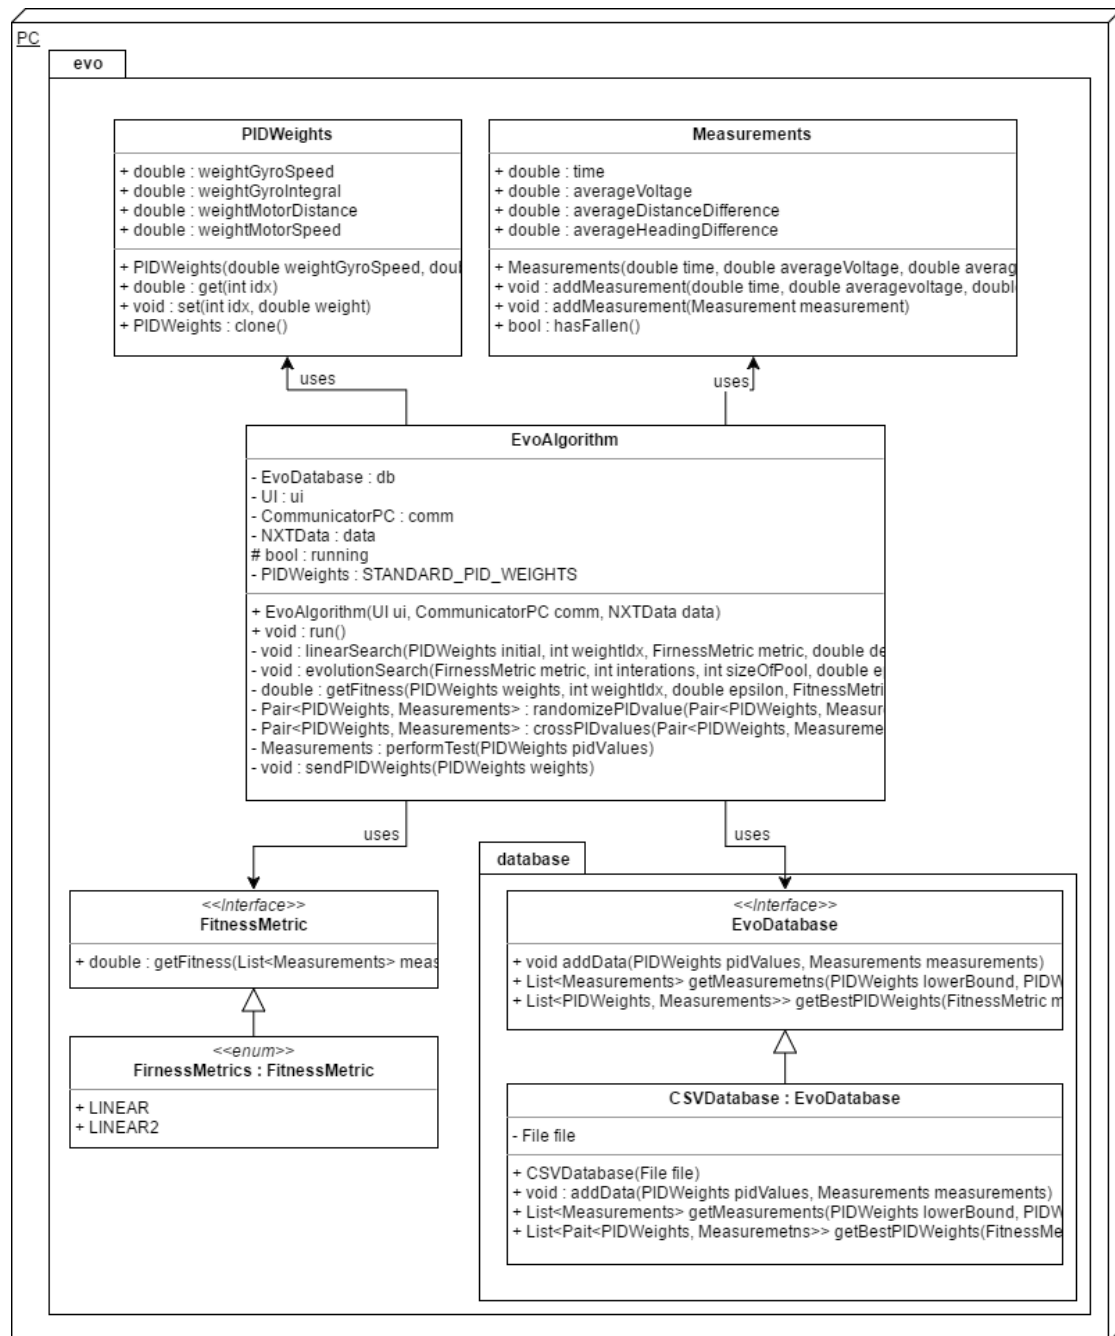 PC
evo
PIDWeights
+ double : weightGyroSpeed
+ double : weightGyroIntegral
+ double : weightMotorDistance
+ double : weightMotorSpeed
+ PIDWeights(double weightGyroSpeed, doul
+ double : get(int idx)
+ void : set(int idx, double weight)
+ PIDWeights : clone()
Measurements
+ double : time
+ double : averageVoltage
+ double : averageDistanceDifference
+ double : averageHeadingDifference
+ Measurements(double time, double averageVoltage, double averag
+ void : addMeasurement(double time, double averagevoltage, doubl
+ void : addMeasurement(Measurement measurement)
+ bool : hasFallen()
uses
uses
EvoAlgorithm
- EvoDatabase : db
- UI : ui
- CommunicatorPC : comm
- NXTData : data
# bool : running
- PIDWeights : STANDARD_PID_WEIGHTS
+ EvoAlgorithm(UI ui, CommunicatorPC comm, NXTData data)
+ void : run()
- void : linearSearch(PIDWeights initial, int weightIdx, FirnessMetric metric, double de
- void : evolutionSearch(FirnessMetric metric, int interations, int sizeOfPool, double e
- double : getFitness(PIDWeights weights, int weightIdx, double epsilon, FitnessMetri
- Pair<PIDWeights, Measurements> : randomizePIDvalue(Pair<PIDWeights, Measur
- Pair<PIDWeights, Measurements> : crossPIDvalues(Pair<PIDWeights, Measureme
- Measurements : performTest(PIDWeights pidValues)
- void : sendPIDWeights(PIDWeights weights)
uses
uses
<<Interface>>
FitnessMetric
+ double : getFitness(List<Measurements> meas
<<enum>>
FirnessMetrics : FitnessMetric
+ LINEAR
+ LINEAR2
database
<<Interface>>
EvoDatabase
+ void addData(PIDWeights pidValues, Measurements measurements)
+ List<Measurements> getMeasuremetns(PIDWeights lowerBound, PIDW
+ List<PIDWeights, Measurements>> getBestPIDWeights(FitnessMetric m
CSVDatabase : EvoDatabase
- File file
+ CSVDatabase(File file)
+ void : addData(PIDWeights pidValues, Measurements measurements)
+ List<Measurements> getMeasurements(PIDWeights lowerBound, PIDW
+ List<Pait<PIDWeights, Measuremetns>> getBestPIDWeights(FitnessMe